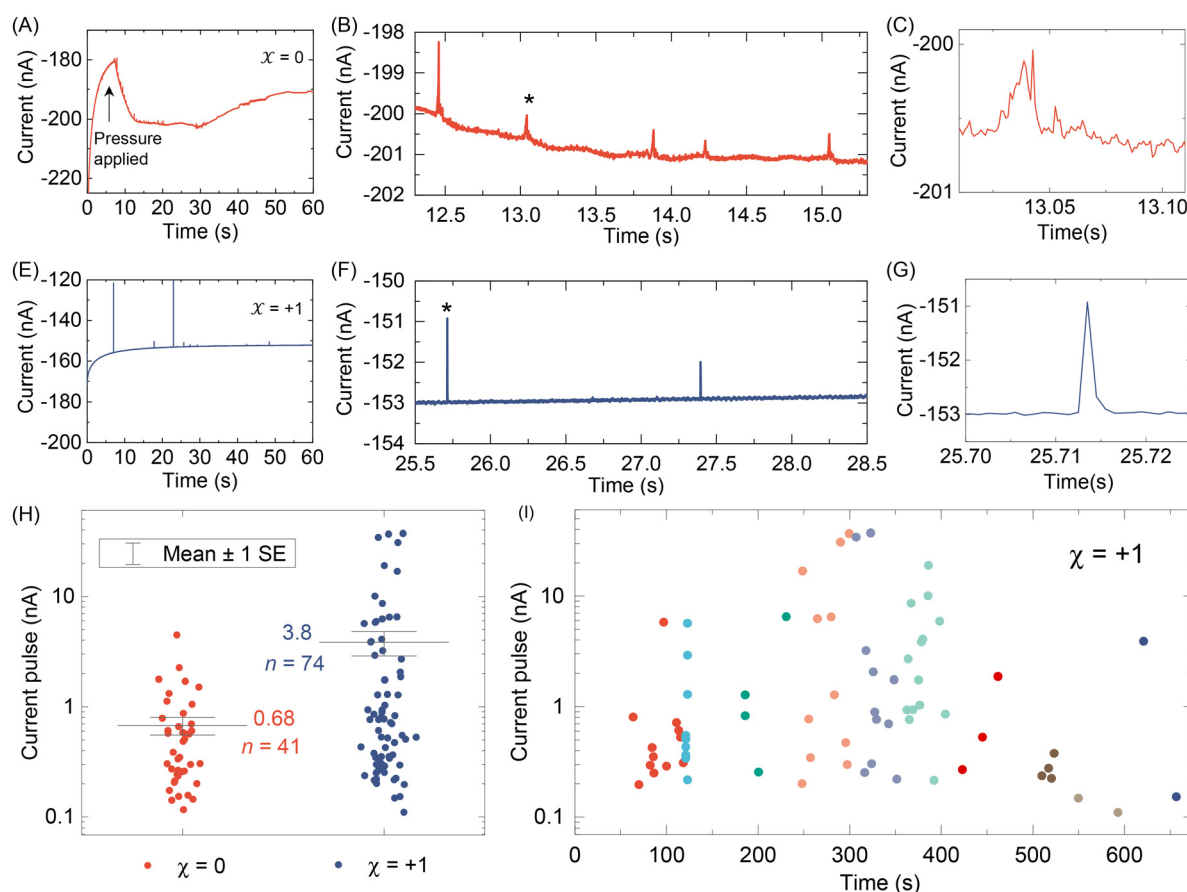 (A)
Current (nA)
-180
-200
-220
0 10 20 30 40 50 60
Time (s)
χ = 0
Pressure
applied
(B)
Current (nA)
-198
-199
-200
-201
-202
12.5 13.0 13.5 14.0 14.5 15.0
Time (s)
*
(C)
Current (nA)
-200
-201
13.05 13.10
Time(s)
(E)
Current (nA)
-120
-140
-160
-180
-200
0 10 20 30 40 50 60
Time (s)
χ = +1
(F)
Current (nA)
-150
-151
-152
-153
-154
25.5 26.0 26.5 27.0 27.5 28.0 28.5
Time (s)
*
(G)
Current (nA)
-151
-152
-153
25.70 25.71 25.72
Time(s)
(H)
Current pulse (nA)
10
1
0.1
Mean ± 1 SE
0.68
n = 41
3.8
n = 74
χ = 0
χ = +1
(I)
Current pulse (nA)
10
1
0.1
χ = +1
0 100 200 300 400 500 600
Time (s)